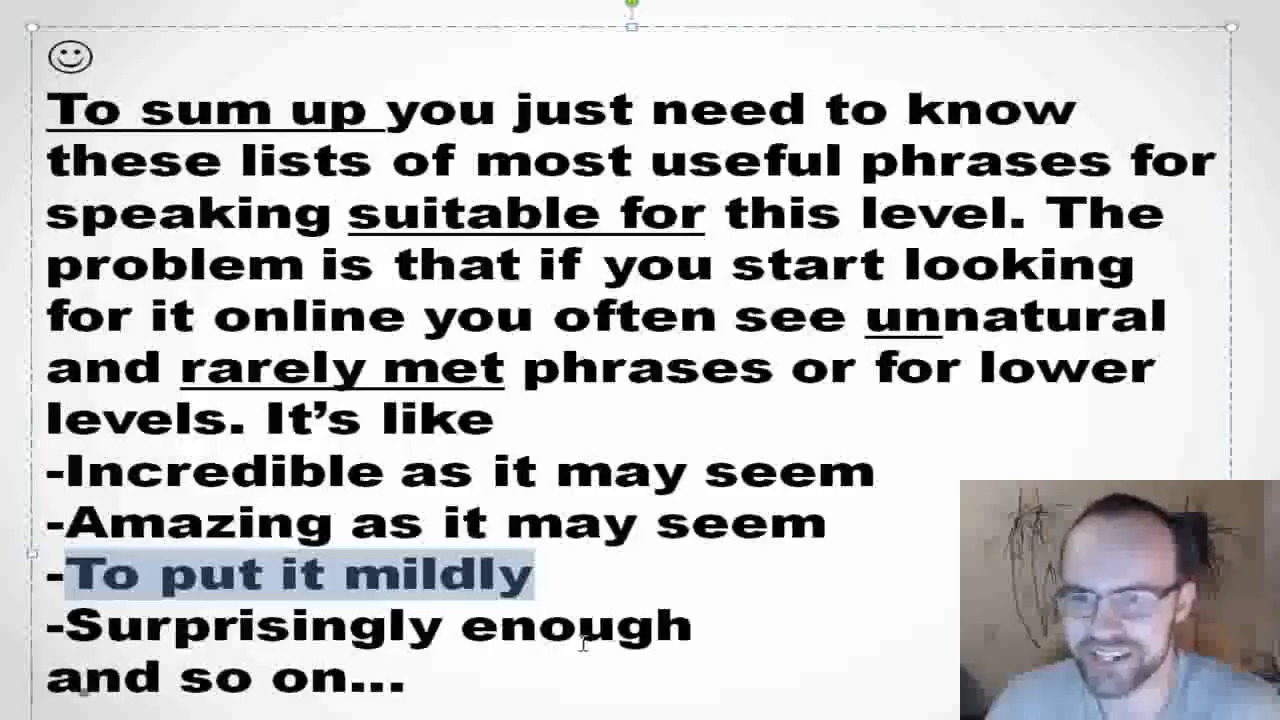 To sum up you just need to know
these lists of most useful phrases for
speaking suitable for this level. The
problem is that if you start looking
for it online you often see unnatural
and rarely met phrases or for lower
levels. It’s like
-Incredible as it may seem
-Amazing as it may seem
-To put it mildly
-Surprisingly enough
and so on...